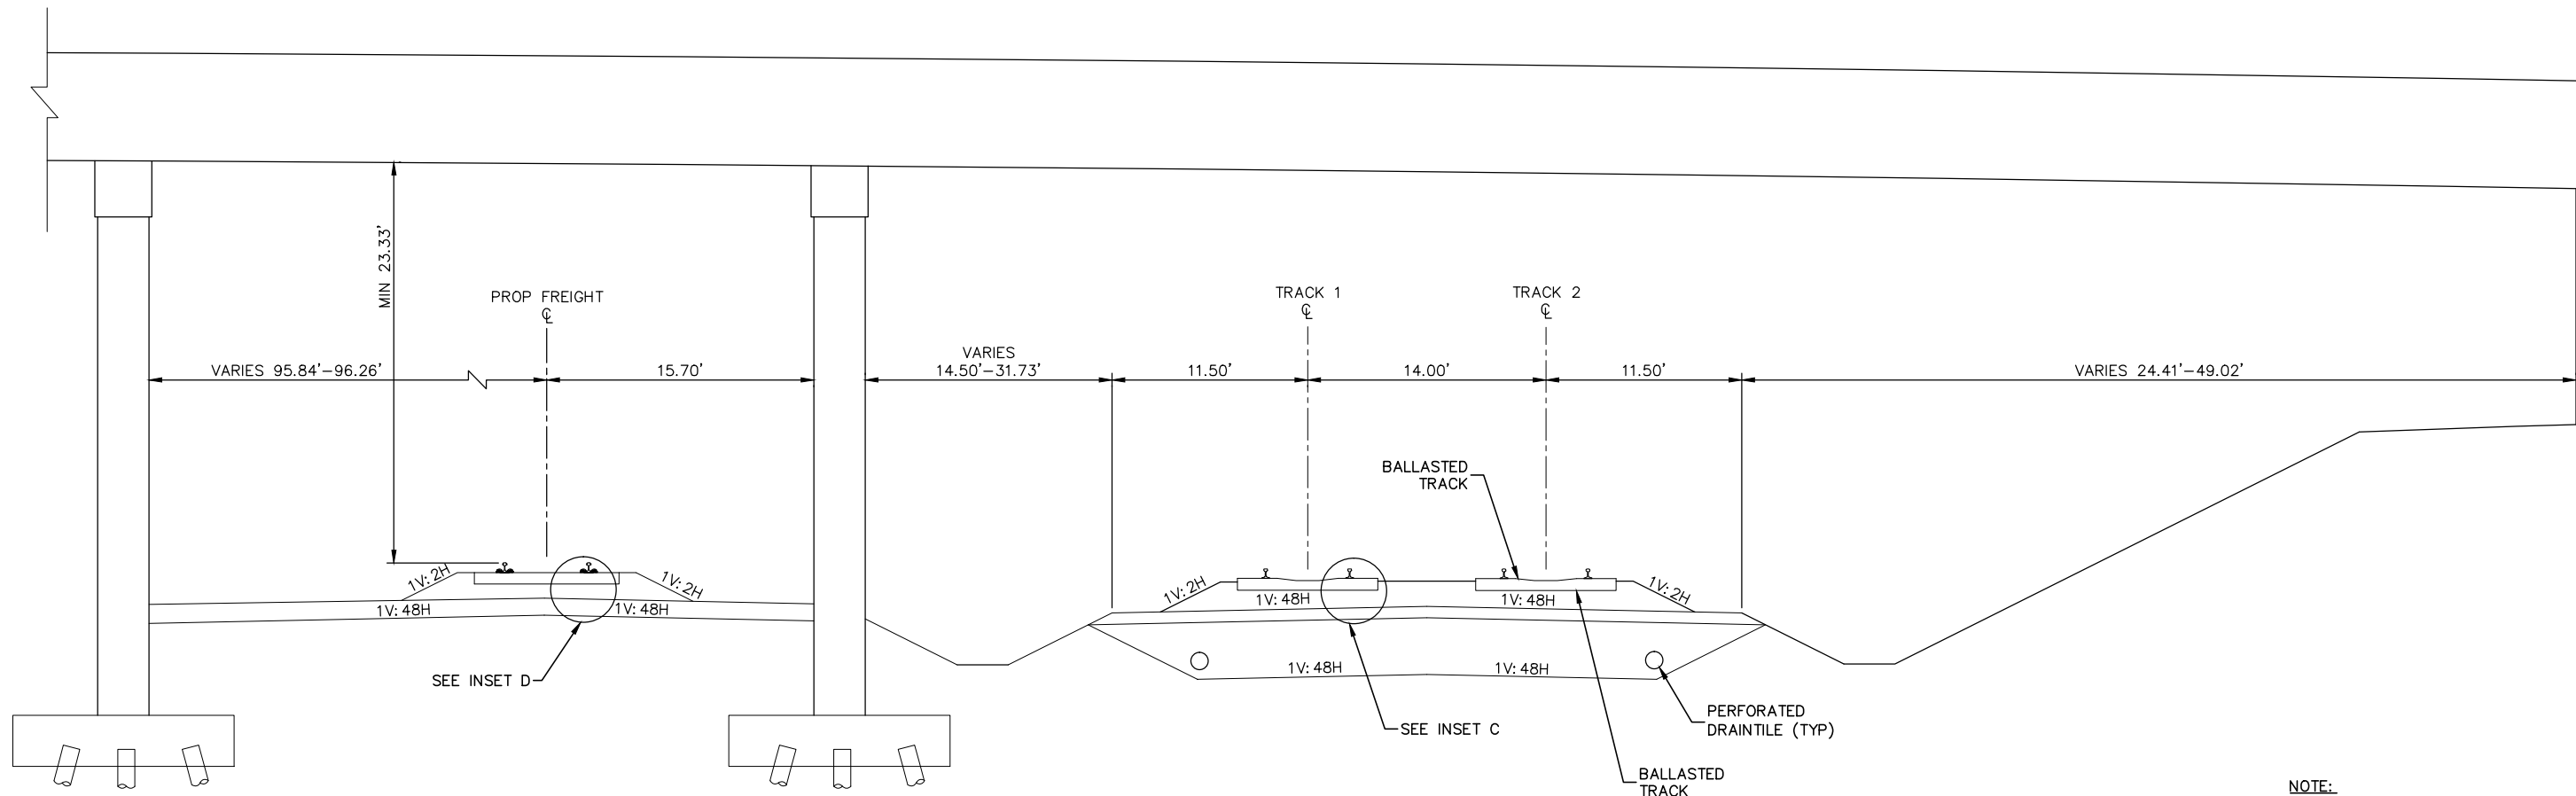 MIN 23.33'
PROP FREIGHT
℄
TRACK 1
℄
TRACK 2
℄
VARIES 95.84'-96.26'
15.70'
VARIES
14.50'-31.73'
11.50'
14.00'
11.50'
VARIES 24.41'-49.02'
BALLASTED
TRACK
1V:2H
1V:2H
1V:48H
1V:48H
1V:2H
1V:48H
1V:48H
1V:2H
1V:48H
1V:48H
SEE INSET D
SEE INSET C
PERFORATED
DRAINTILE (TYP)
BALLASTED
TRACK
NOTE: